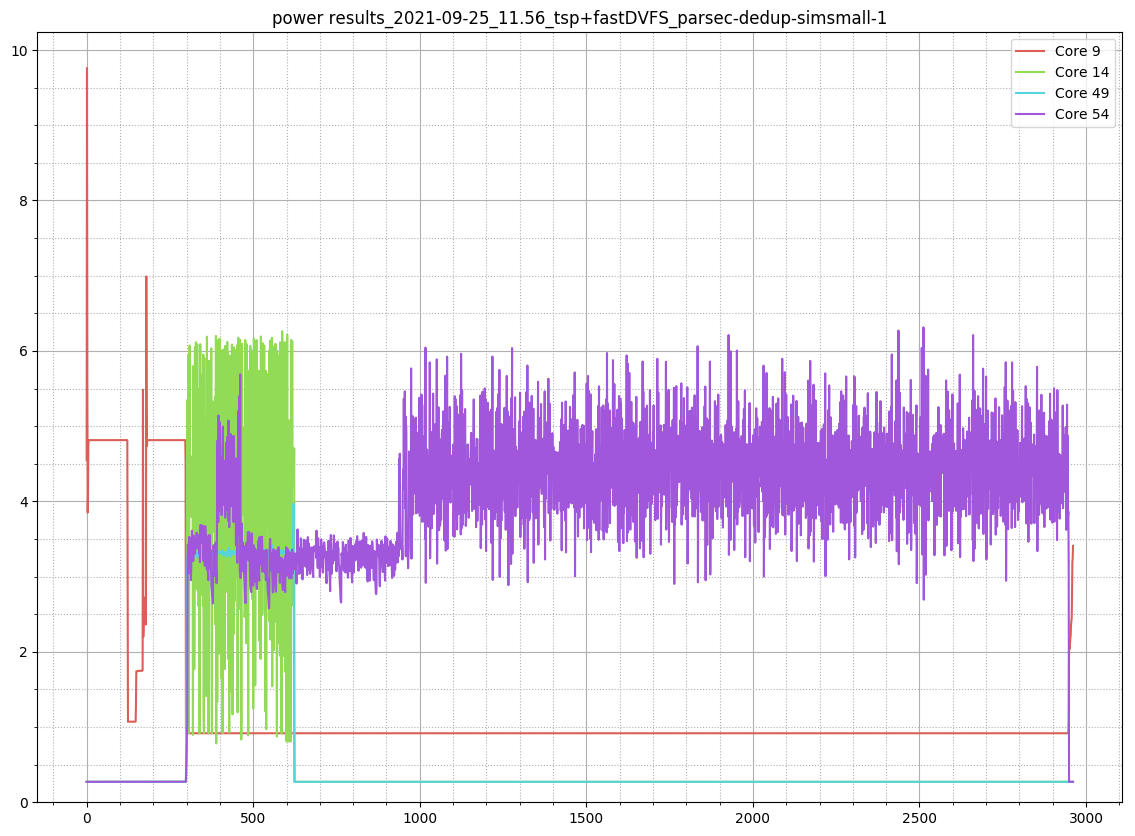 power results_2021-09-25_11.56_tsp+fastDVFS_parsec-dedup-simsmall-1
Core 9
Core 14
Core 49
Core 54
10
8
6
4
2
0
0 500 1000 1500 2000 2500 3000